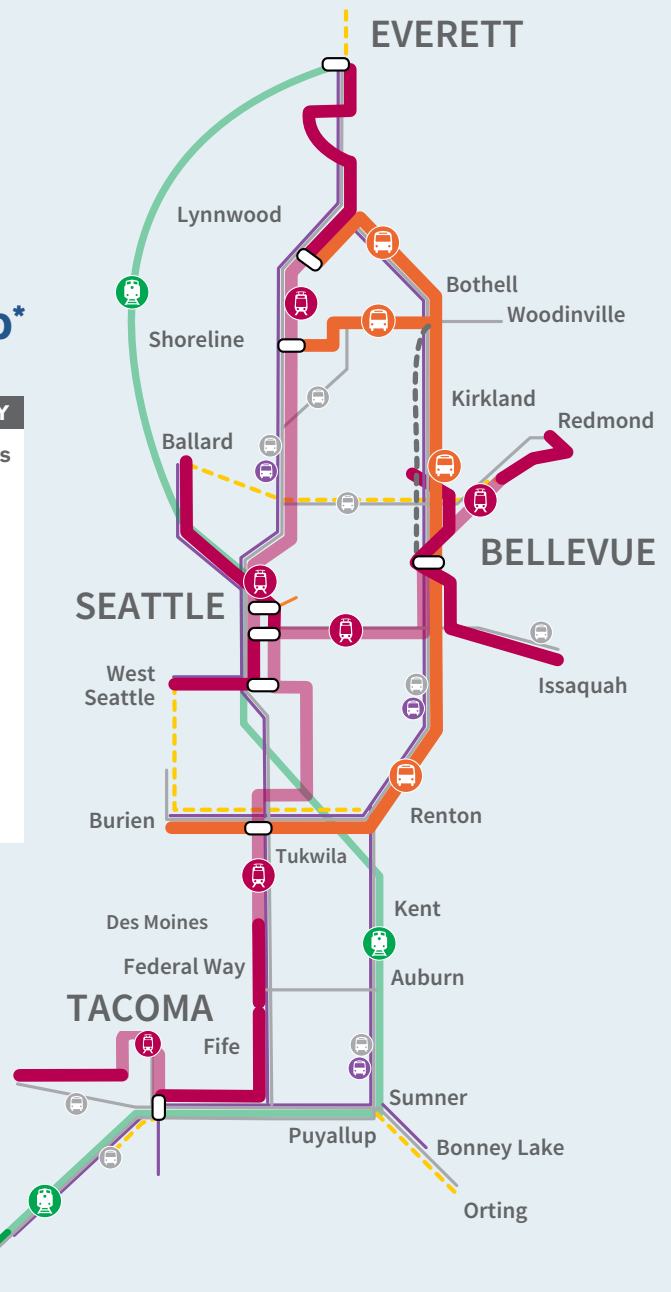 EVERETT
Lynnwood
Bothell
Woodinville
p*
Shoreline
Kirkland
Y
Redmond
Ballard
s
BELLEVUE
SEATTLE
West
Seattle
Issaquah
Renton
Burien
Tukwila
Kent
Des Moines
Federal Way
Auburn
TACOMA
Fife
Sumner
Puyallup
Bonney Lake
Orting